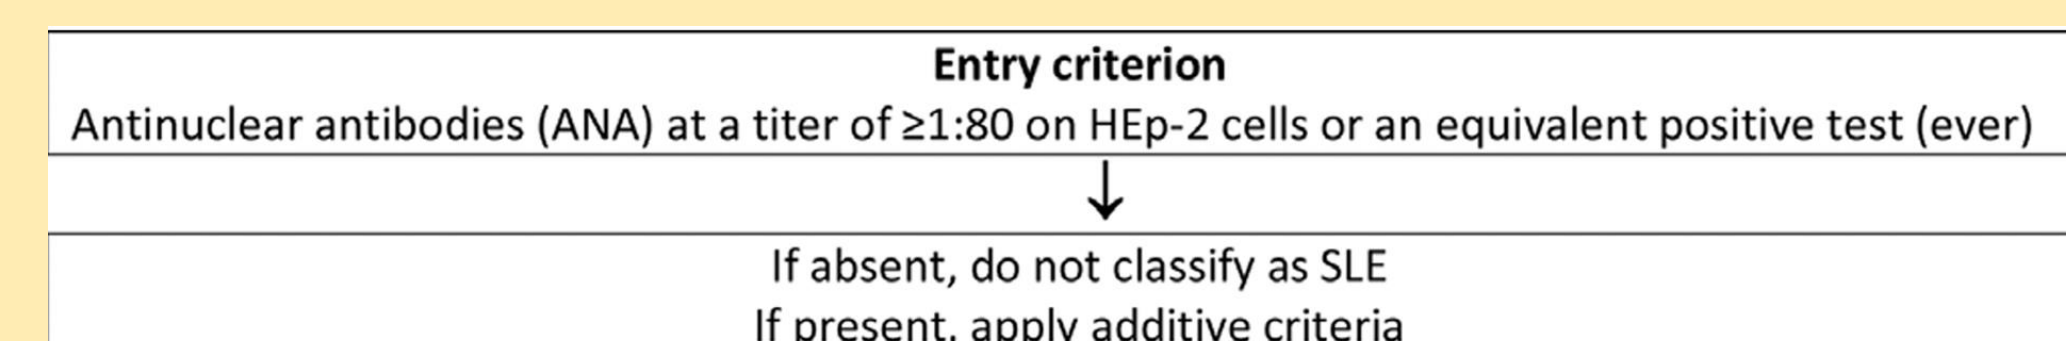 Entry criterion
Antinuclear antibodies (ANA) at a titer of ≥1:80 on HEp-2 cells or an equivalent positive test (ever)
↓
If absent, do not classify as SLE
If present, apply additive criteria